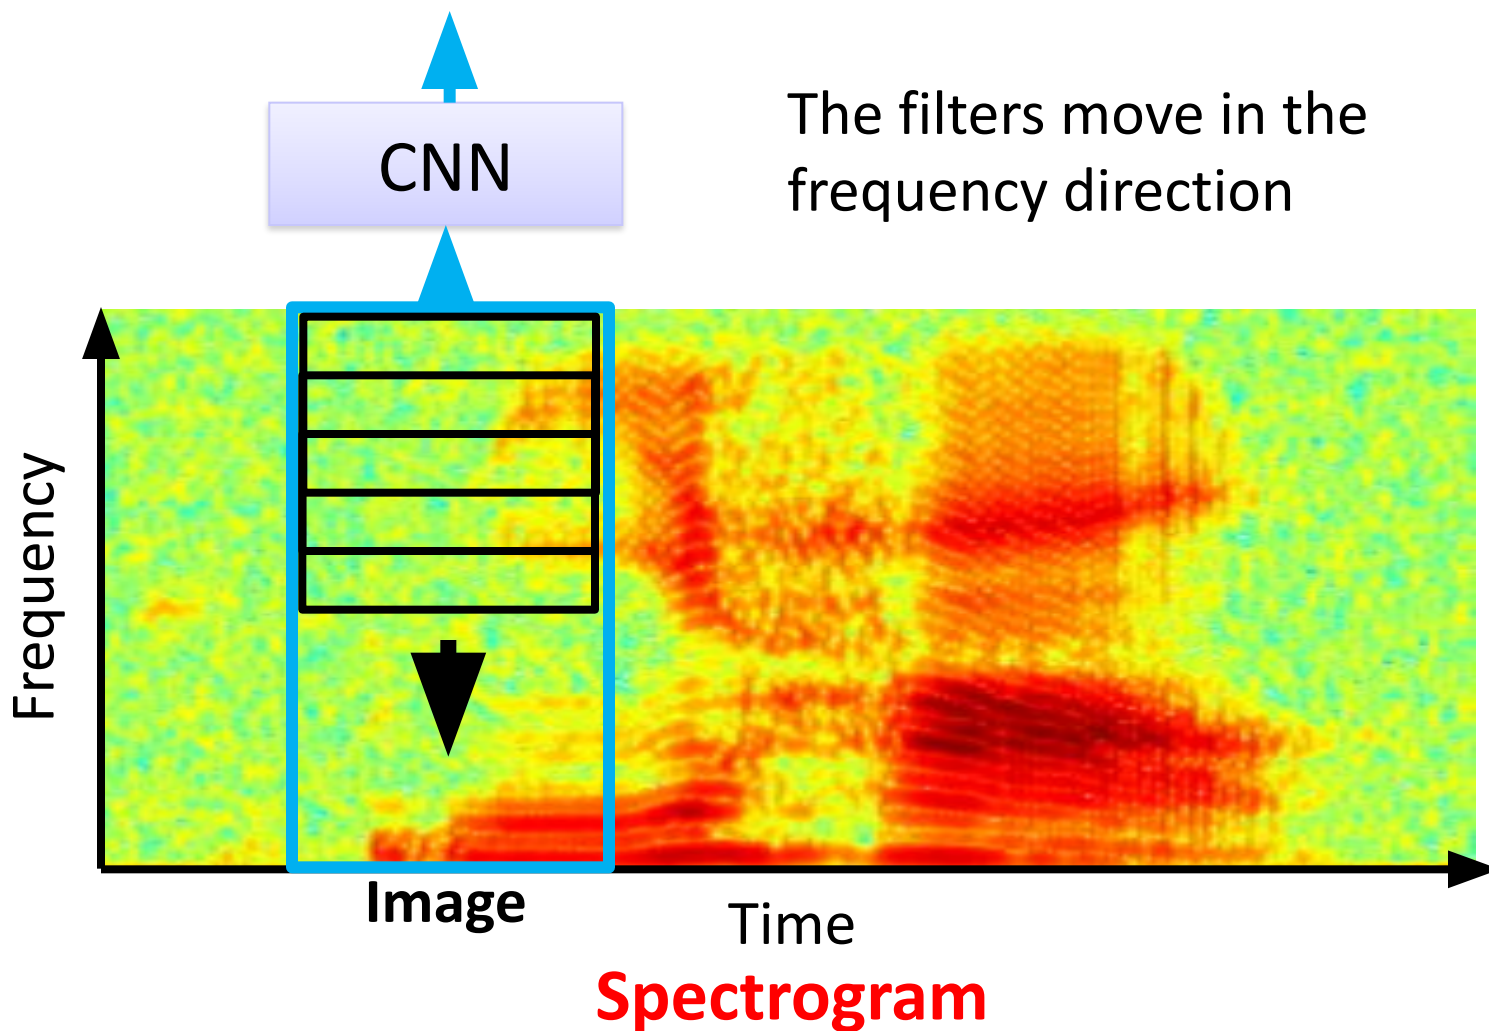 CNN
The filters move in the
frequency direction
Frequency
Image
Time
Spectrogram